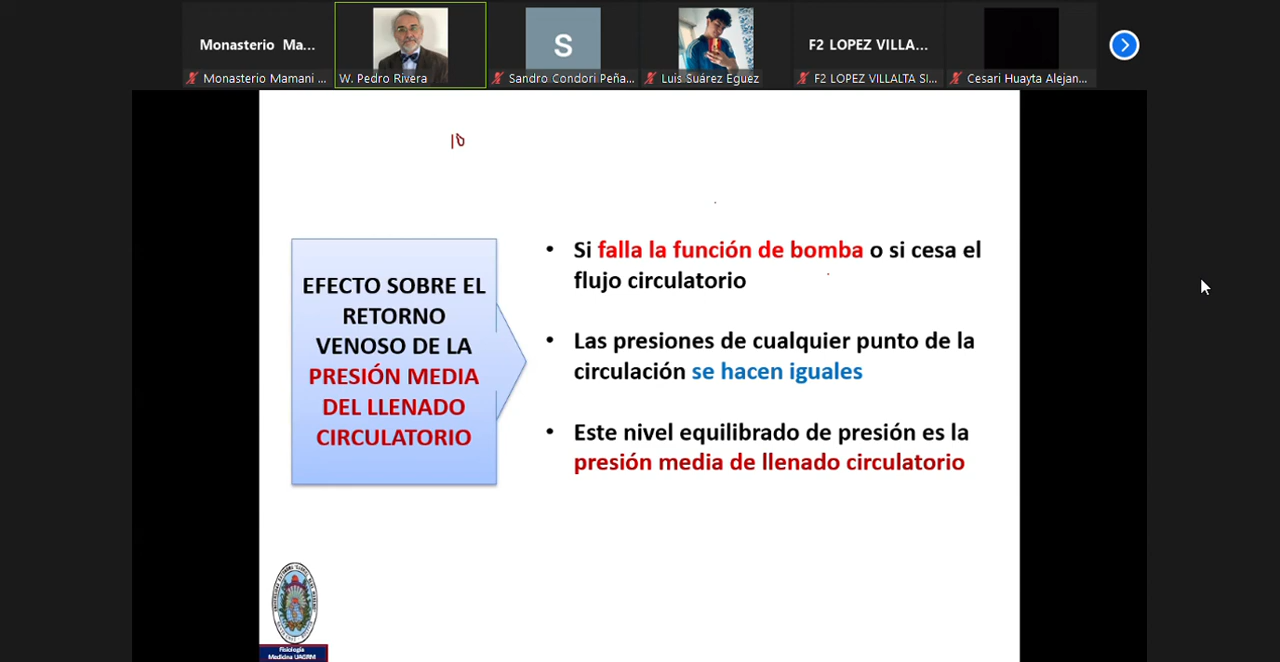 Monasterio Ma...
S
F2 LOPEZ VILLA...
Monasterio Mamani ...
W. Pedro Rivera
Sandro Condori Peña...
Luis Suárez Eguez
F2 LOPEZ VILLALTA SI...
Cesari Huayta Alejan...
EFECTO SOBRE EL
RETORNO
VENOSO DE LA
PRESIÓN MEDIA
DEL LLENADO
CIRCULATORIO
• Si falla la función de bomba o si cesa el
flujo circulatorio
• Las presiones de cualquier punto de la
circulación se hacen iguales
• Este nivel equilibrado de presión es la
presión media de llenado circulatorio
Fisiología
Medicina UAGRM